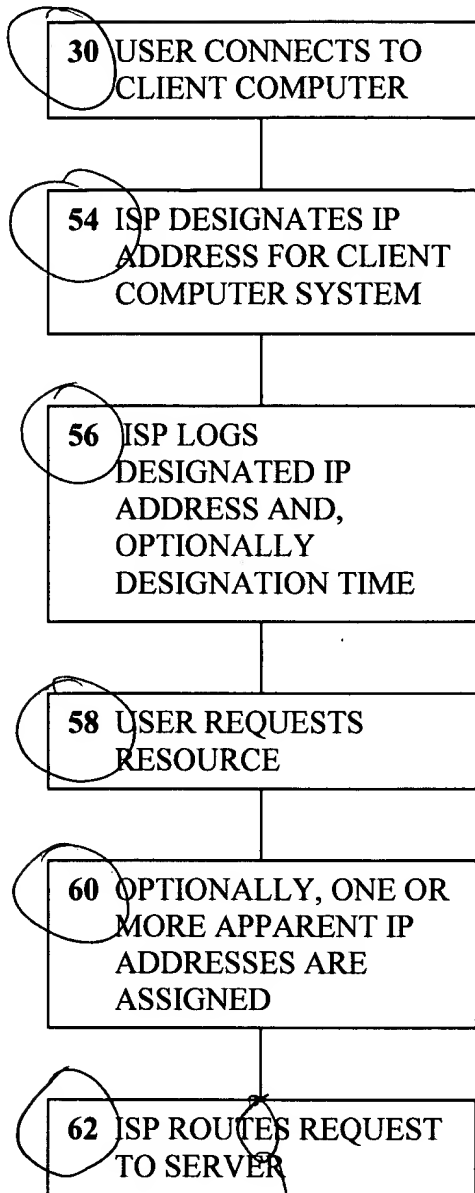 30 USER CONNECTS TO
CLIENT COMPUTER
54 ISP DESIGNATES IP
ADDRESS FOR CLIENT
COMPUTER SYSTEM
56 ISP LOGS
DESIGNATED IP
ADDRESS AND,
OPTIONALLY
DESIGNATION TIME
58 USER REQUESTS
RESOURCE
60 OPTIONALLY, ONE OR
MORE APPARENT IP
ADDRESSES ARE
ASSIGNED
62 ISP ROUTES REQUEST
TO SERVER